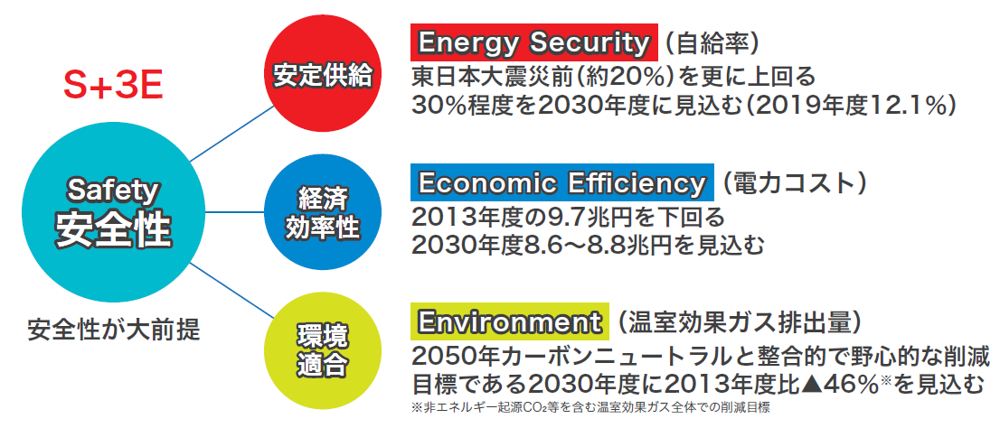 S+3E
Safety
安全性
安全性が大前提
安定供給
Energy Security（自給率）
東日本大震災前（約20％）を更に上回る
30％程度を2030年度に見込む（2019年度12.1％）
経済
効率性
Economic Efficiency（電力コスト）
2013年度の9.7兆円を下回る
2030年度8.6～8.8兆円を見込む
環境
適合
Environment（温室効果ガス排出量）
2050年カーボンニュートラルと整合的で野心的な削減
目標である2030年度に2013年度比▲46％※を見込む
※非エネルギー起源CO₂等を含む温室効果ガス全体での削減目標